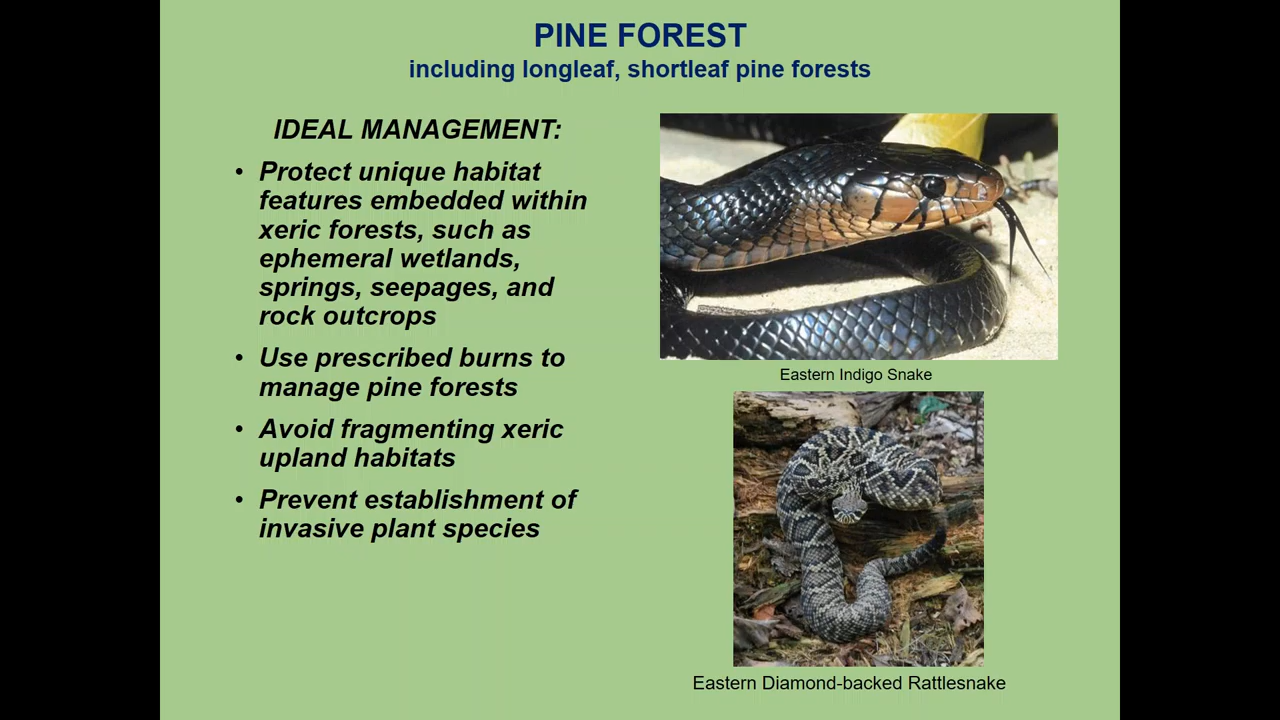 PINE FOREST
including longleaf, shortleaf pine forests
IDEAL MANAGEMENT:
• Protect unique habitat
features embedded within
xeric forests, such as
ephemeral wetlands,
springs, seepages, and
rock outcrops
• Use prescribed burns to
manage pine forests
• Avoid fragmenting xeric
upland habitats
• Prevent establishment of
invasive plant species
Eastern Indigo Snake
Eastern Diamond-backed Rattlesnake